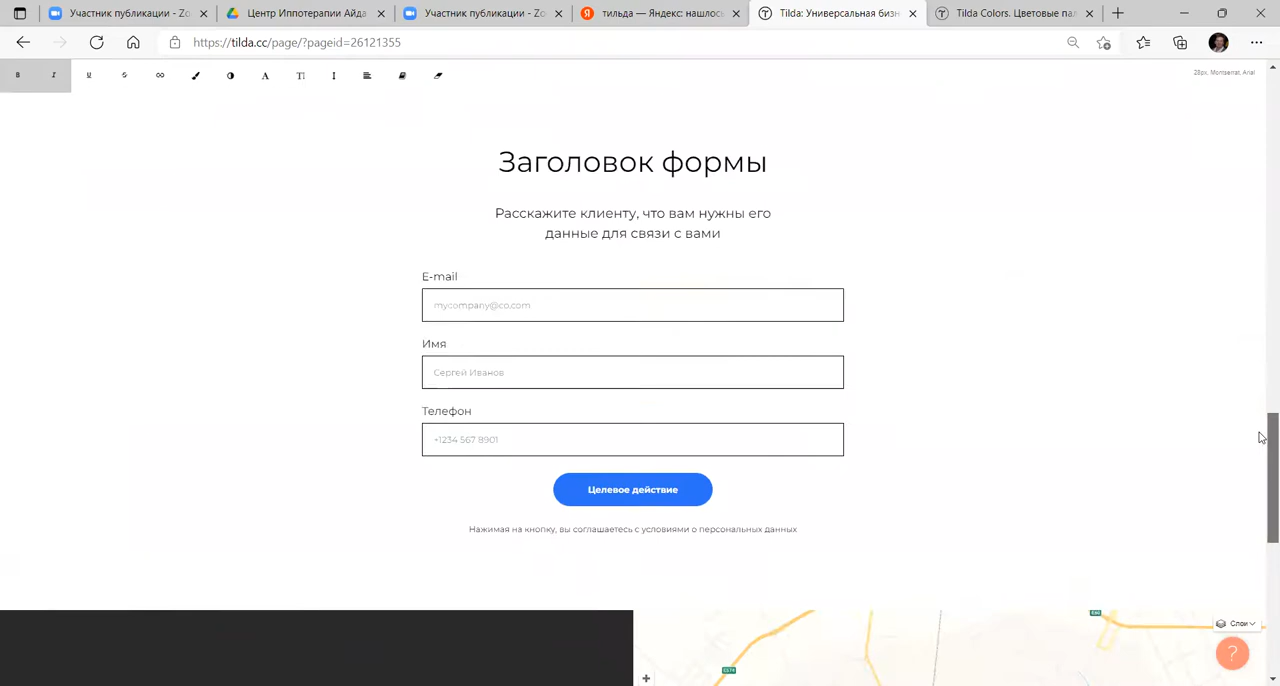 Участник публикации - Zo
Центр Иппотерапии Айда
Участник публикации - Zo
тильда — Яндекс: нашлось
Tilda: Универсальная бизн
Tilda Colors. Цветовые пал
https://tilda.cc/page/?pageid=26121355
28px, Montserrat, Arial
Заголовок формы
Расскажите клиенту, что вам нужны его
данные для связи с вами
E-mail
mycompany@co.com
Имя
Сергей Иванов
Телефон
+1234 567 8901
Целевое действие
Нажимая на кнопку, вы соглашаетесь с условиями о персональных данных
Слои
?